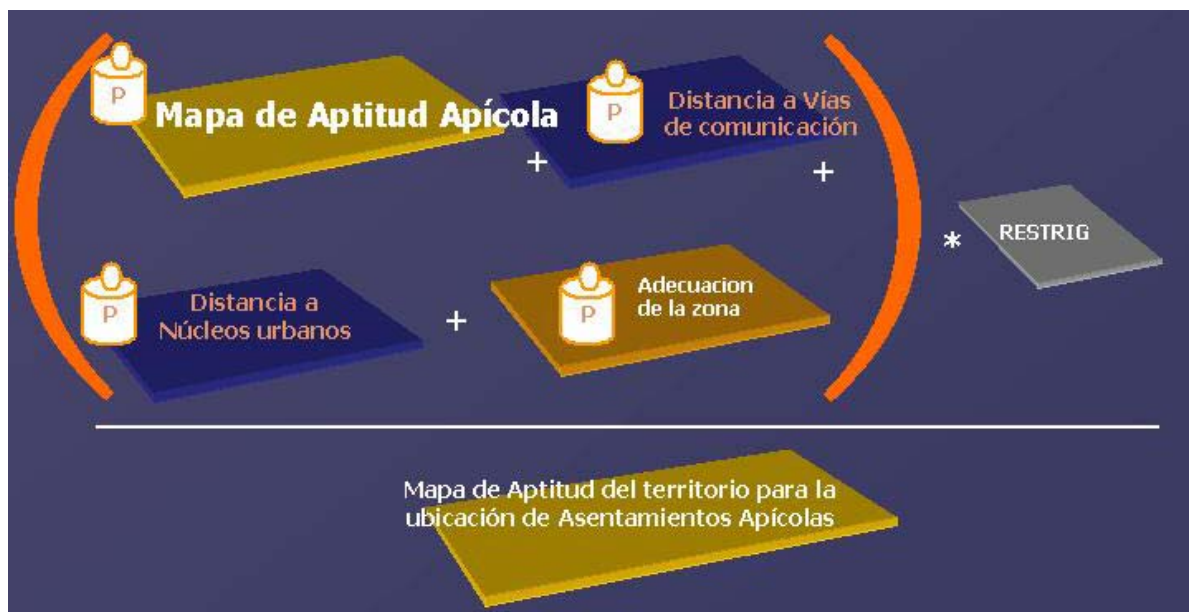 P
Mapa de Aptitud Apícola
+
P
Distancia a Vías
de comunicación
+
P
Distancia a
Núcleos urbanos
+
P
Adecuacion
de la zona
*
RESTRIG
Mapa de Aptitud del territorio para la
ubicación de Asentamientos Apícolas